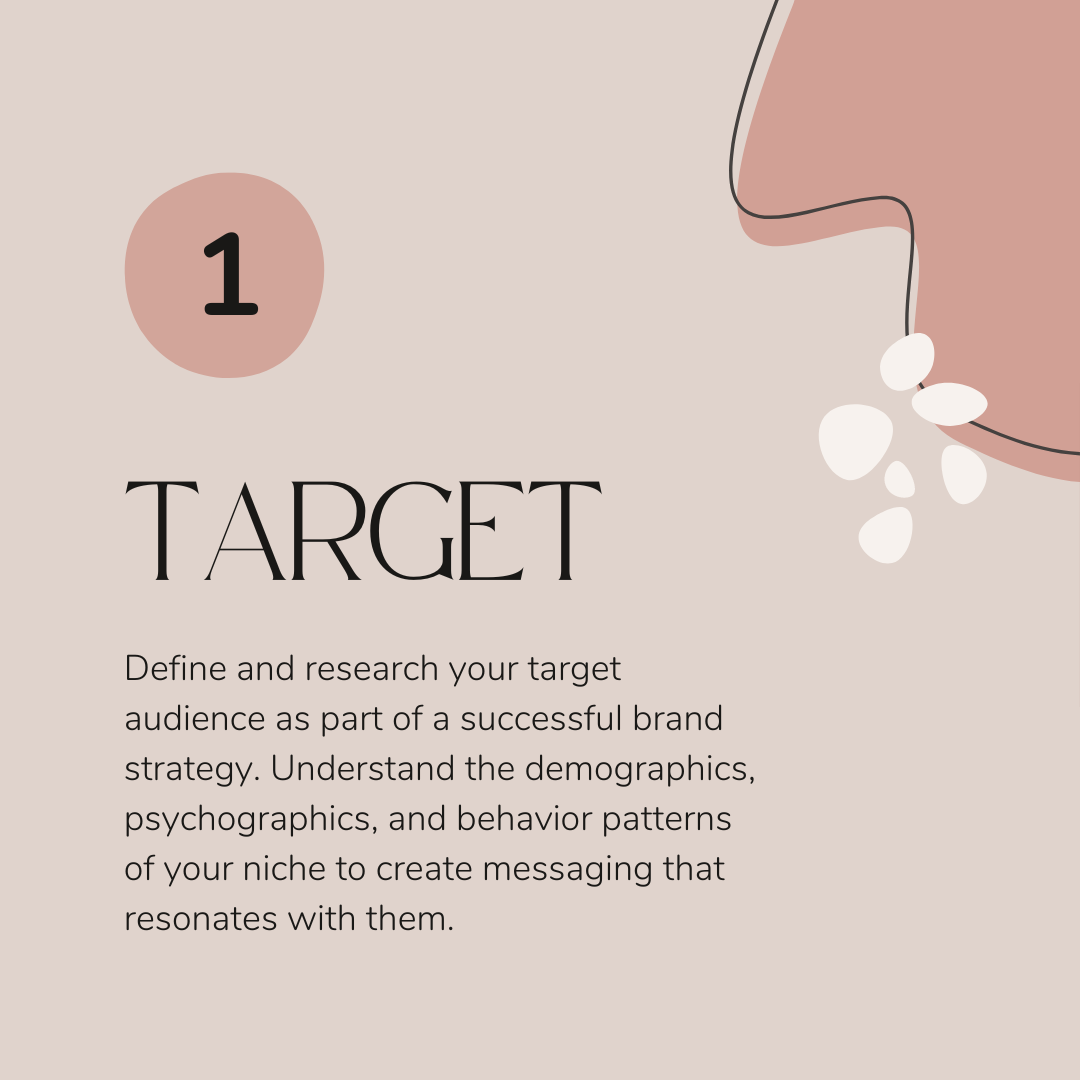 1
TARGET
Define and research your target
audience as part of a successful brand
strategy. Understand the demographics,
psychographics, and behavior patterns
of your niche to create messaging that
resonates with them.